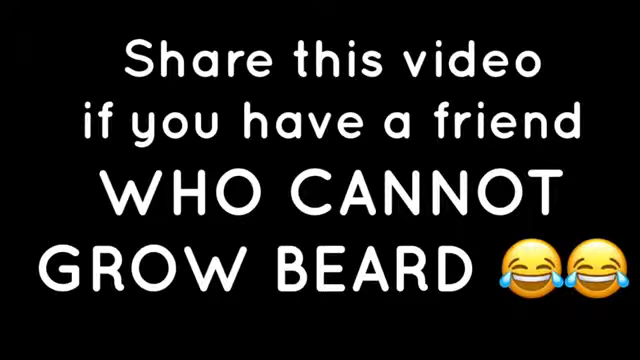 Share this video
if you have a friend
WHO CANNOT
GROW BEARD 😂😂